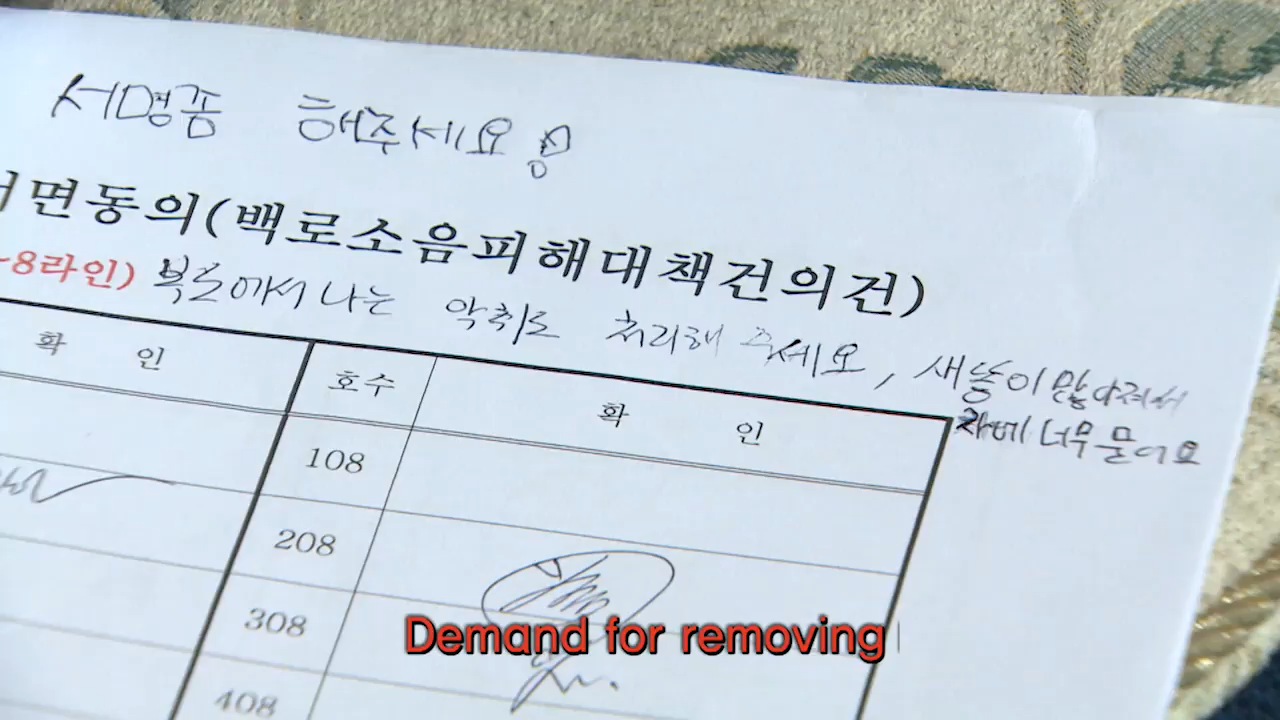 서명좀 해주세요
면동의(백로소음피해대책건의건)
-8라인) 복도에서 나는 악취도 처리해 주세요, 새똥이 많아져서
차에 너무 묻어요
확 인 호수 확 인
108
208
308
408
Demand for removing